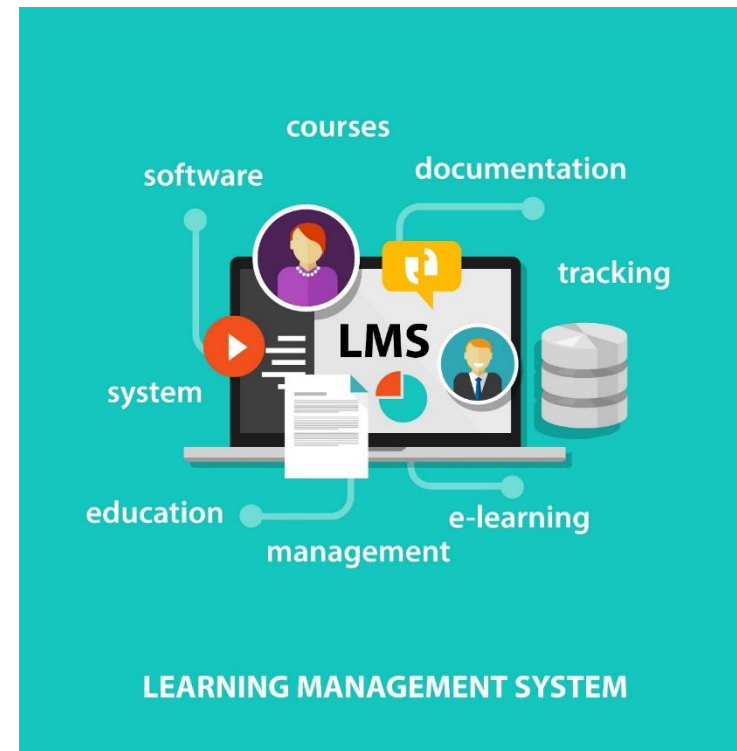 courses
software
documentation
tracking
LMS
system
education
e-learning
management
LEARNING MANAGEMENT SYSTEM